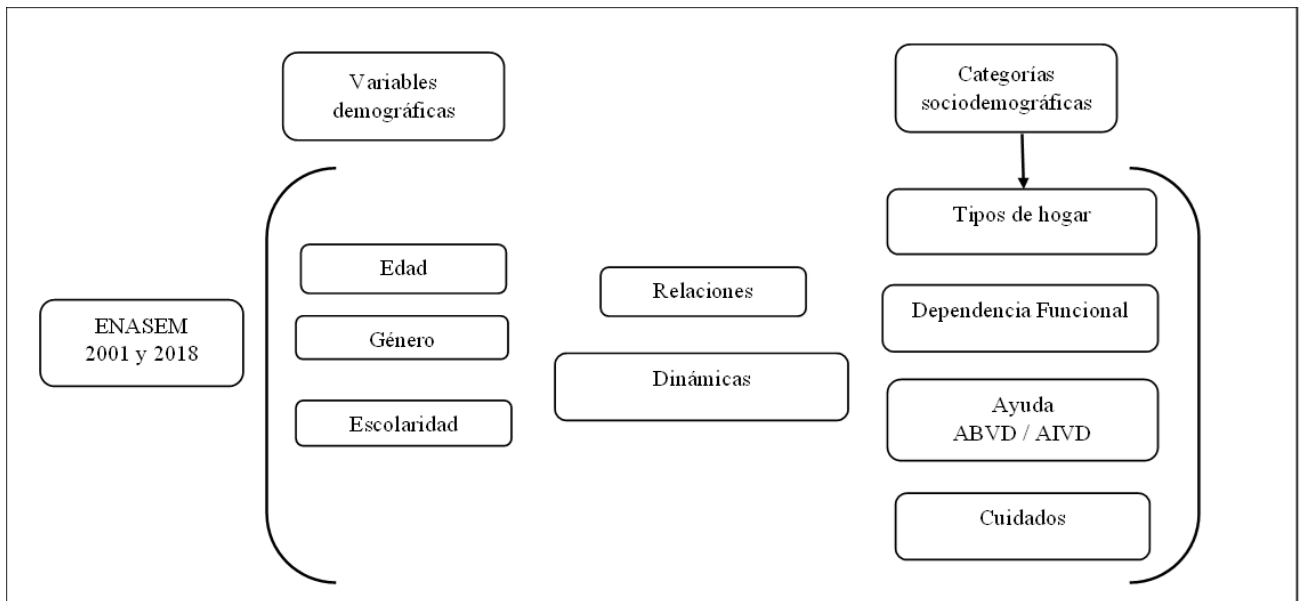 Variables
demográficas
Categorías
sociodemográficas
ENASEM
2001 y 2018
Edad
Género
Escolaridad
Relaciones
Dinámicas
Tipos de hogar
Dependencia Funcional
Ayuda
ABVD / AIVD
Cuidados